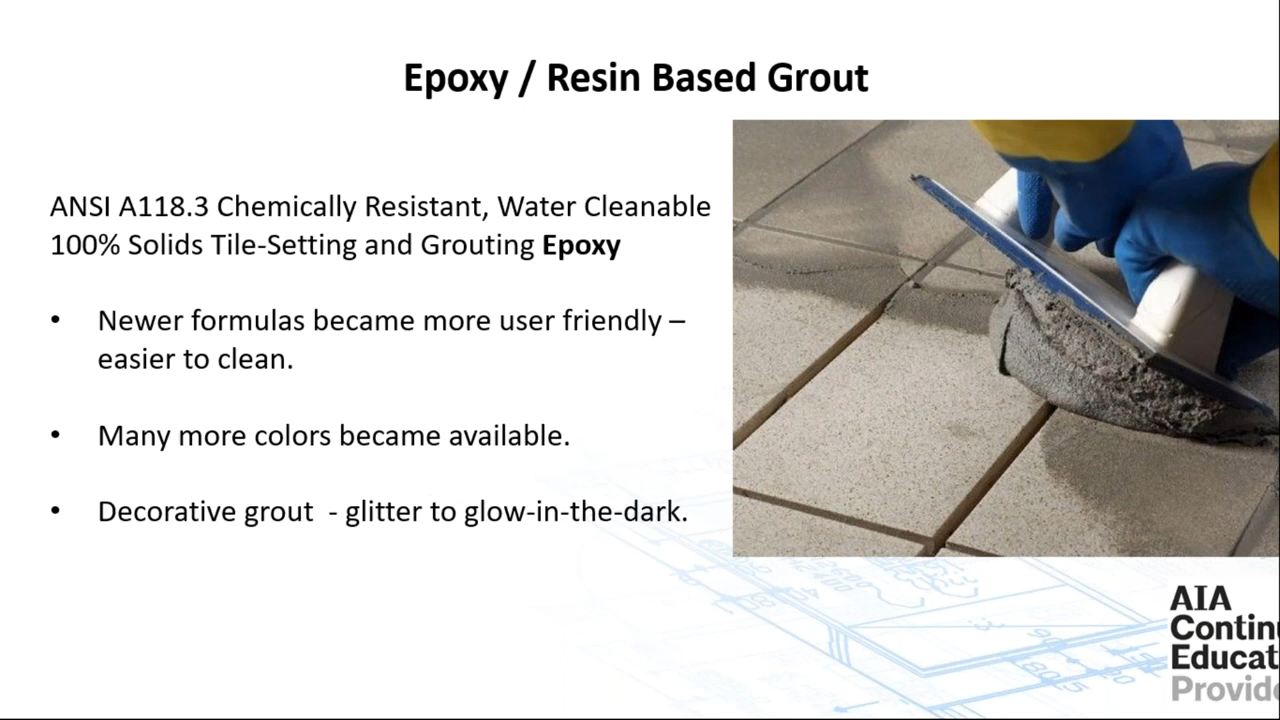 Epoxy / Resin Based Grout
ANSI A118.3 Chemically Resistant, Water Cleanable
100% Solids Tile-Setting and Grouting Epoxy
• Newer formulas became more user friendly –
easier to clean.
• Many more colors became available.
• Decorative grout  - glitter to glow-in-the-dark.
AIA